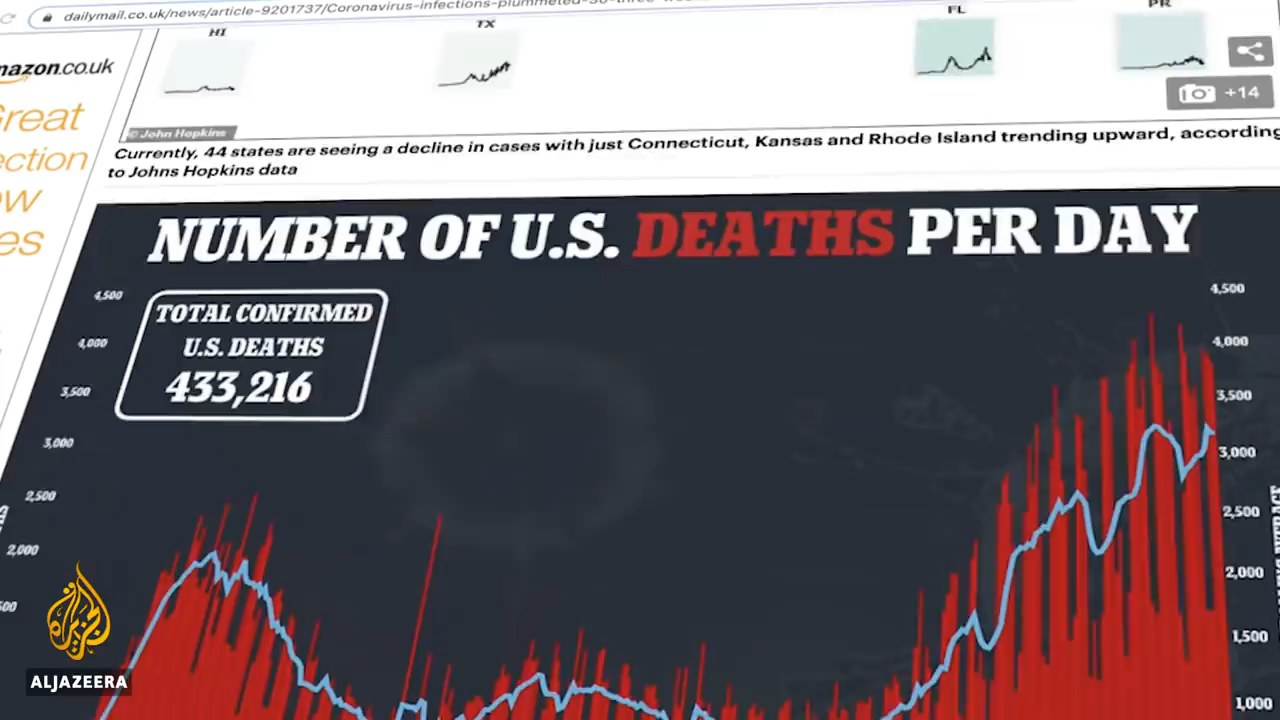 dailymail.co.uk/news/article-9201737/Coronavirus-infections-plummeted-30-three-
HI
TX
FL
PR
mazon.co.uk
Great
ection
ow
es
+14
© John Hopkins
Currently, 44 states are seeing a decline in cases with just Connecticut, Kansas and Rhode Island trending upward, according
to Johns Hopkins data
NUMBER OF U.S. DEATHS PER DAY
TOTAL CONFIRMED
U.S. DEATHS
433,216
4,500
4,000
3,500
3,000
2,500
2,000
4,500
4,000
3,500
3,000
2,500
2,000
1,500
1,000
الجزيرة
ALJAZEERA